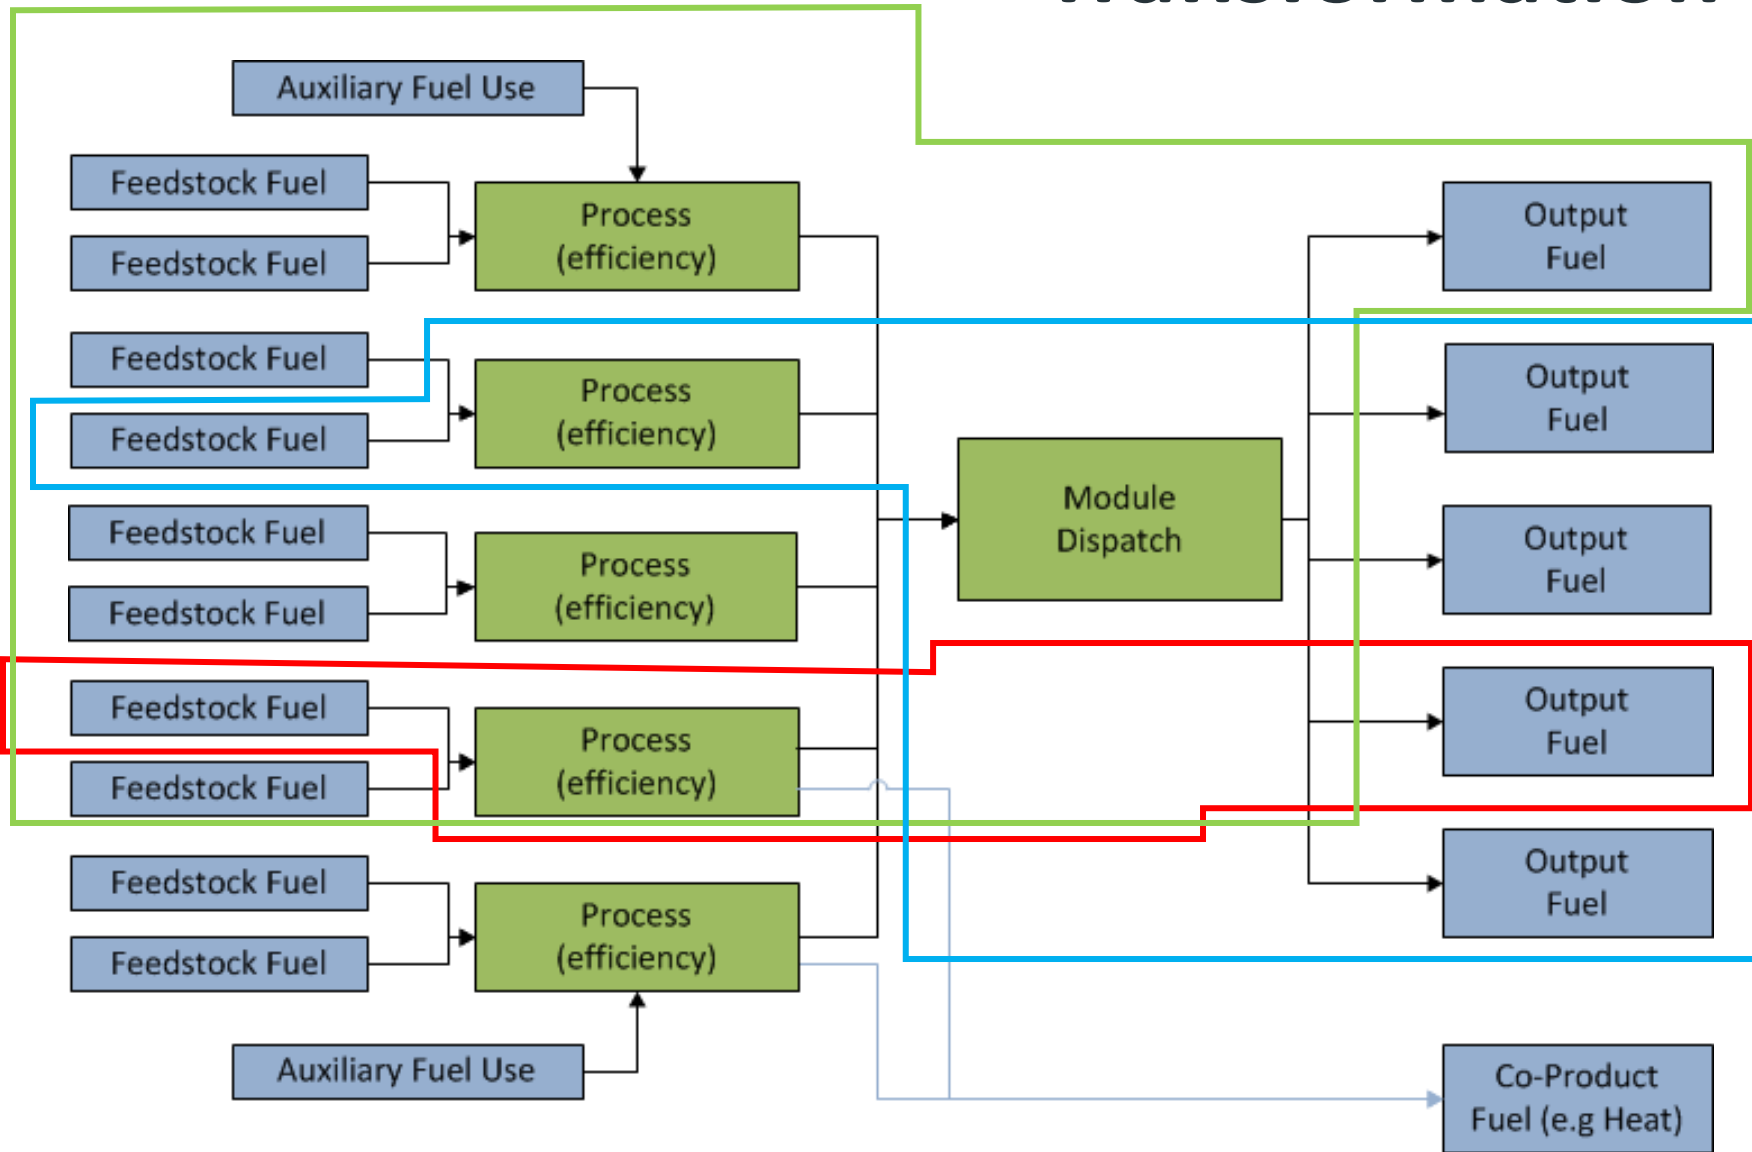 Transformation
Auxiliary Fuel Use
Feedstock Fuel
Feedstock Fuel
Process
(efficiency)
Output
Fuel
Feedstock Fuel
Feedstock Fuel
Process
(efficiency)
Output
Fuel
Module
Dispatch
Feedstock Fuel
Feedstock Fuel
Process
(efficiency)
Output
Fuel
Feedstock Fuel
Feedstock Fuel
Process
(efficiency)
Output
Fuel
Feedstock Fuel
Feedstock Fuel
Process
(efficiency)
Output
Fuel
Auxiliary Fuel Use
Co-Product
Fuel (e.g Heat)